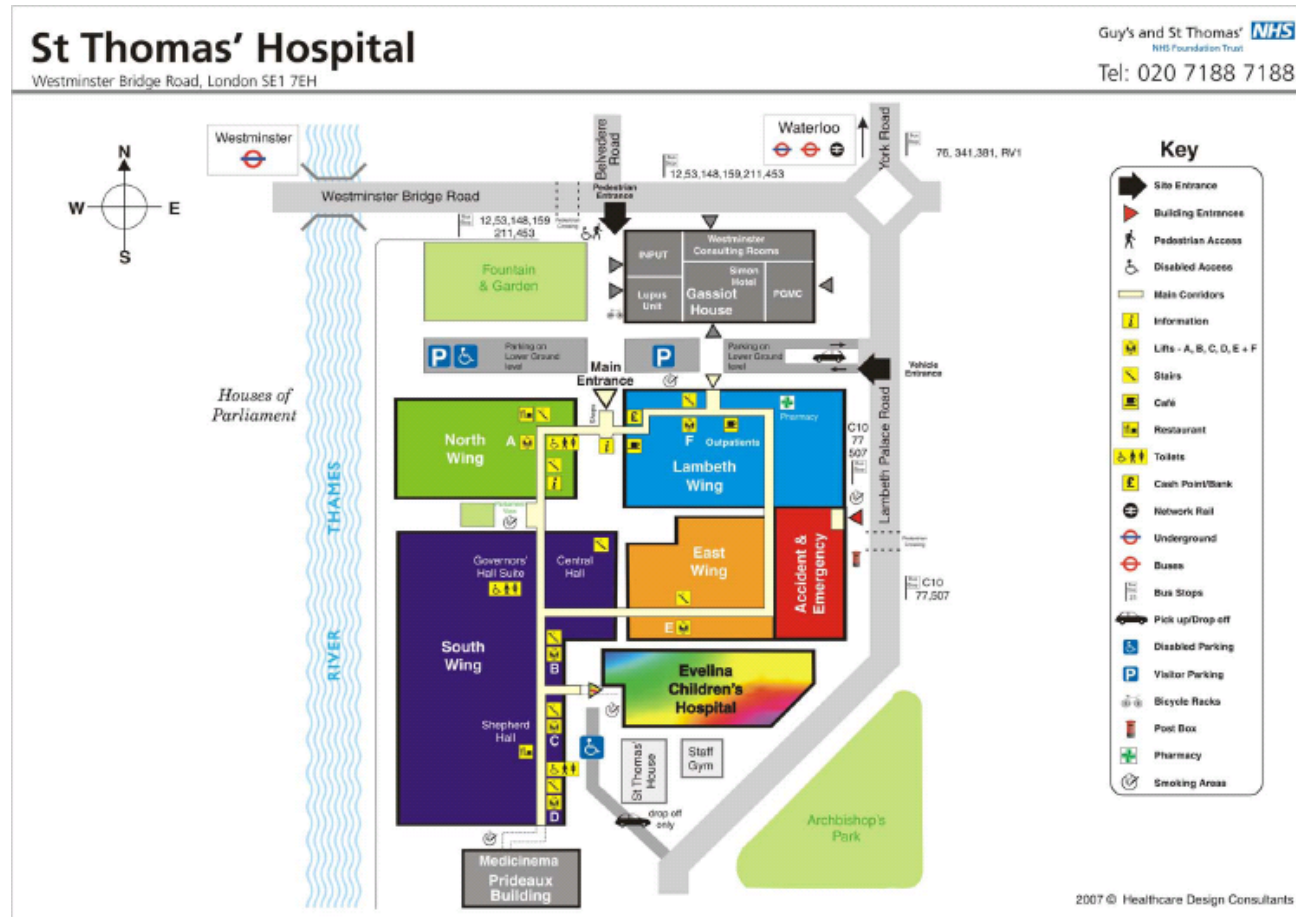 St Thomas' Hospital
Westminster Bridge Road, London SE1 7EH
Guy's and St Thomas' NHS
NHS Foundation Trust
Tel: 020 7188 7188
Westminster
N
W
E
S
Belvedere
Road
Waterloo
York Road
76, 341,381, RV1
12,53,148,159,211,453
Westminster Bridge Road
Pedestrian
Entrance
12,53,148,159
211,453
Pedestrian
Crossing
Fountain
& Garden
INPUT
Westminster
Consulting Rooms
Simon
Hotel
Lupus
Unit
Gassiot
House
PGMC
P
Parking on
Lower Ground
level
P
Parking on
Lower Ground
level
Vehicle
Entrance
Main
Entrance
Steps
Houses of
Parliament
RIVER THAMES
North
Wing
A
£
F
Outpatients
Pharmacy
Lambeth
Wing
C10
77
507
Lambeth Palace Road
Pedestrian
Crossing
C10
77,507
Governors'
Hall Suite
Central
Hall
East
Wing
E
Accident &
Emergency
South
Wing
B
Evelina
Children's
Hospital
Shepherd
Hall
C
D
St Thomas'
House
Staff
Gym
drop off
only
Archbishop's
Park
Medicinema
Prideaux
Building
Key
Site Entrance
Building Entrances
Pedestrian Access
Disabled Access
Main Corridors
i Information
Lifts - A, B, C, D, E + F
Stairs
Café
Restaurant
Toilets
£ Cash Point/Bank
Network Rail
Underground
Buses
Bus Stops
Pick up/Drop off
Disabled Parking
P Visitor Parking
Bicycle Racks
Post Box
Pharmacy
Smoking Areas
2007 © Healthcare Design Consultants